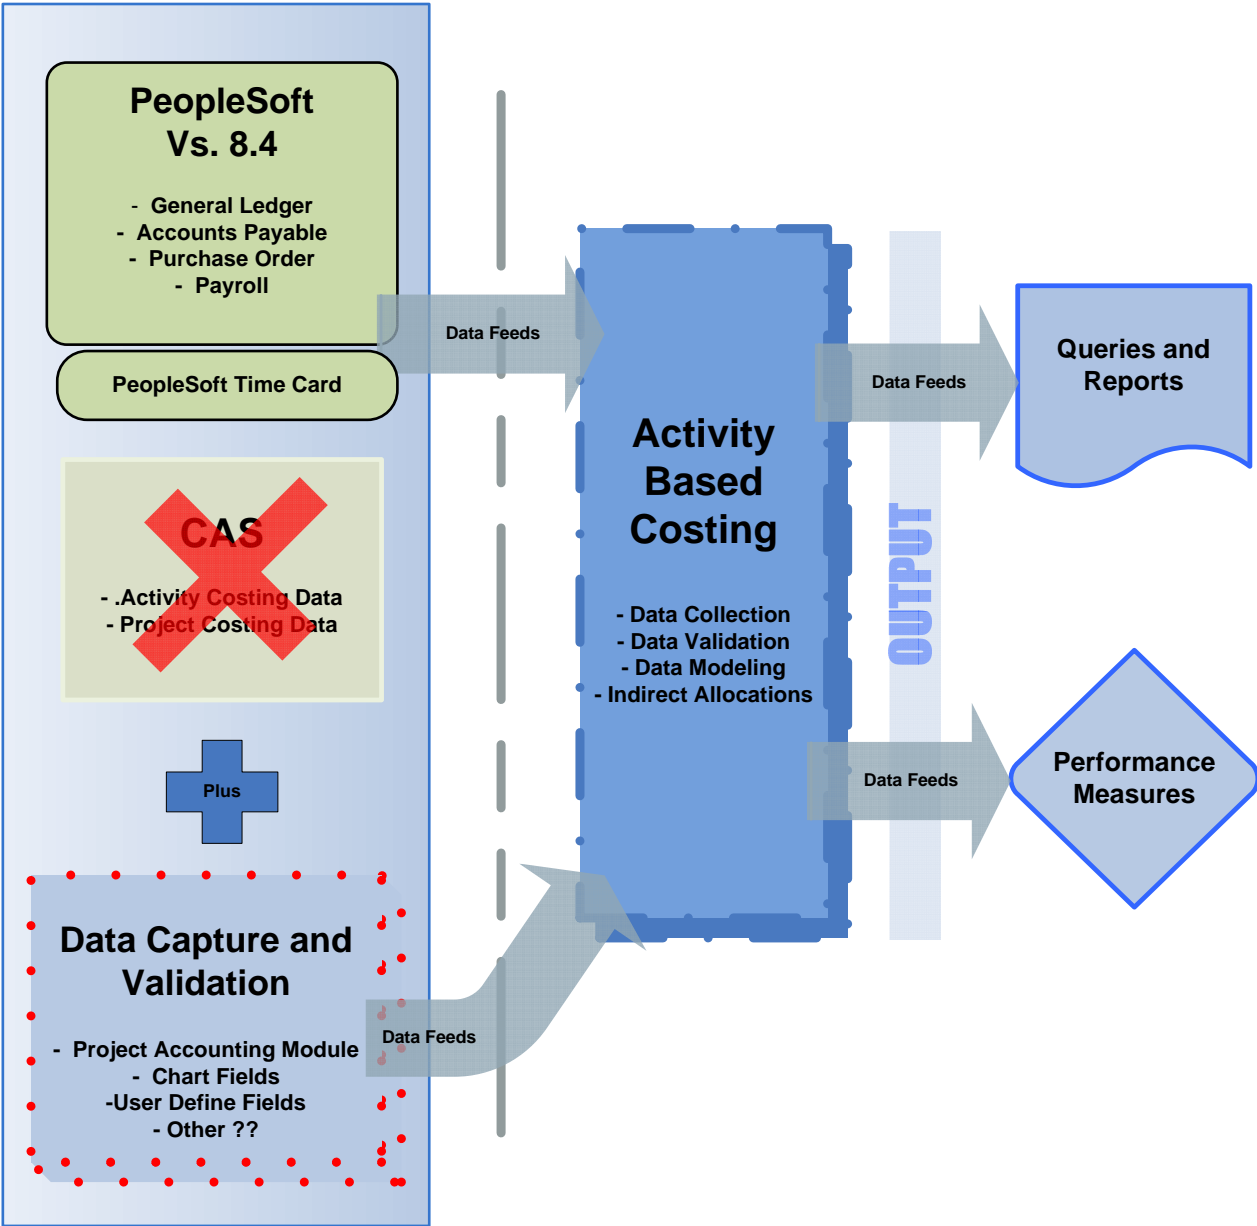 PeopleSoft
Vs. 8.4
- General Ledger
- Accounts Payable
- Purchase Order
- Payroll
PeopleSoft Time Card
CAS
- .Activity Costing Data
- Project Costing Data
Plus
Data Capture and
Validation
- Project Accounting Module
- Chart Fields
-User Define Fields
- Other ??
Data Feeds
Data Feeds
Activity
Based
Costing
- Data Collection
- Data Validation
- Data Modeling
- Indirect Allocations
OUTPUT
Data Feeds
Data Feeds
Queries and
Reports
Performance
Measures